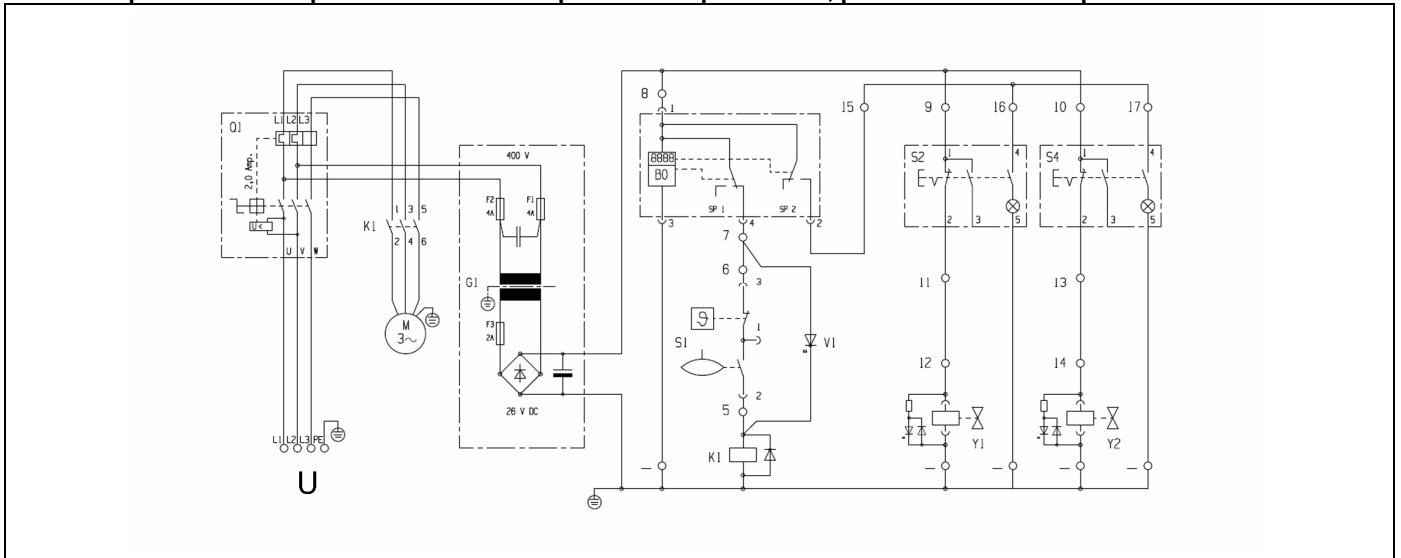 Q1
L1 L2 L3
2,0 Amp.
U<
U V W
K1
1 3 5
2 4 6
M
3~
L1 L2 L3 PE
U
400 V
F2
4A
F1
4A
G1
F3
2A
26 V DC
8
1
8888
B0
SP 1
SP 2
3
4
2
7
6
3
ϑ
1
S1
2
5
V1
K1
15
9
16
10
17
S2
1
4
2
3
5
S4
1
4
2
3
5
11
13
12
14
Y1
Y2